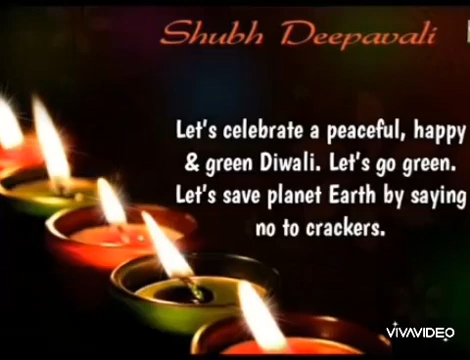 Shubh Deepavali
Let's celebrate a peaceful, happy
& green Diwali. Let's go green.
Let's save planet Earth by saying
no to crackers.
VIVAVIDEO